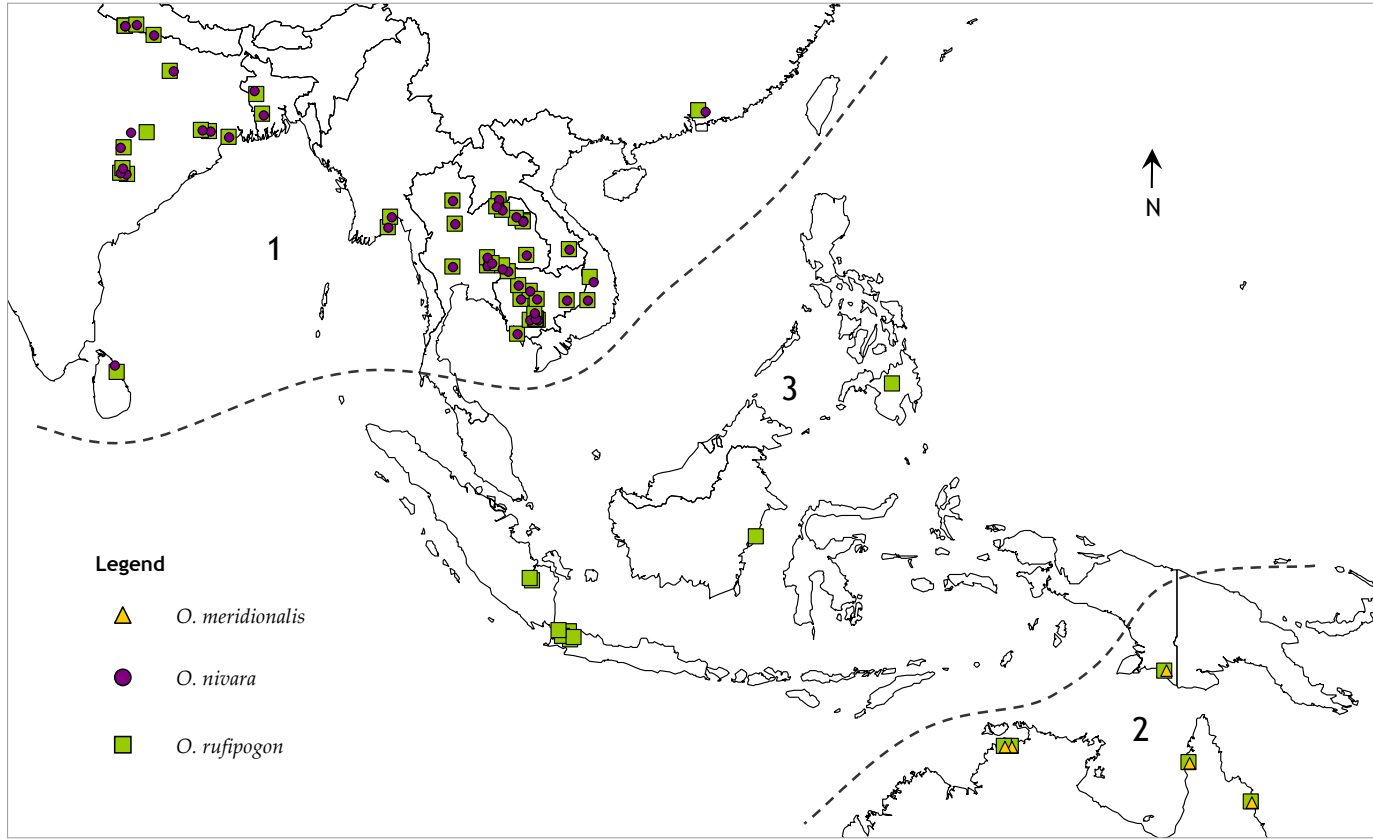 N
1
3
Legend
O. meridionalis
O. nivara
2
O. rufipogon